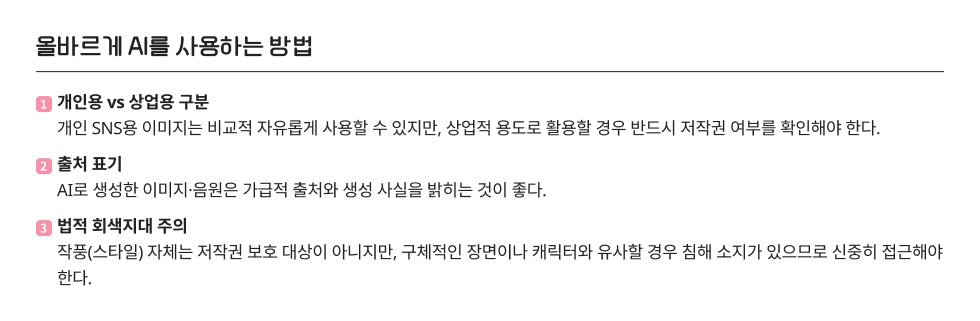 올바르게 AI를 사용하는 방법
1 개인용 vs 상업용 구분
개인 SNS용 이미지는 비교적 자유롭게 사용할 수 있지만, 상업적 용도로 활용할 경우 반드시 저작권 여부를 확인해야 한다.
2 출처 표기
AI로 생성한 이미지·음원은 가급적 출처와 생성 사실을 밝히는 것이 좋다.
3 법적 회색지대 주의
작풍(스타일) 자체는 저작권 보호 대상이 아니지만, 구체적인 장면이나 캐릭터와 유사할 경우 침해 소지가 있으므로 신중히 접근해야
한다.